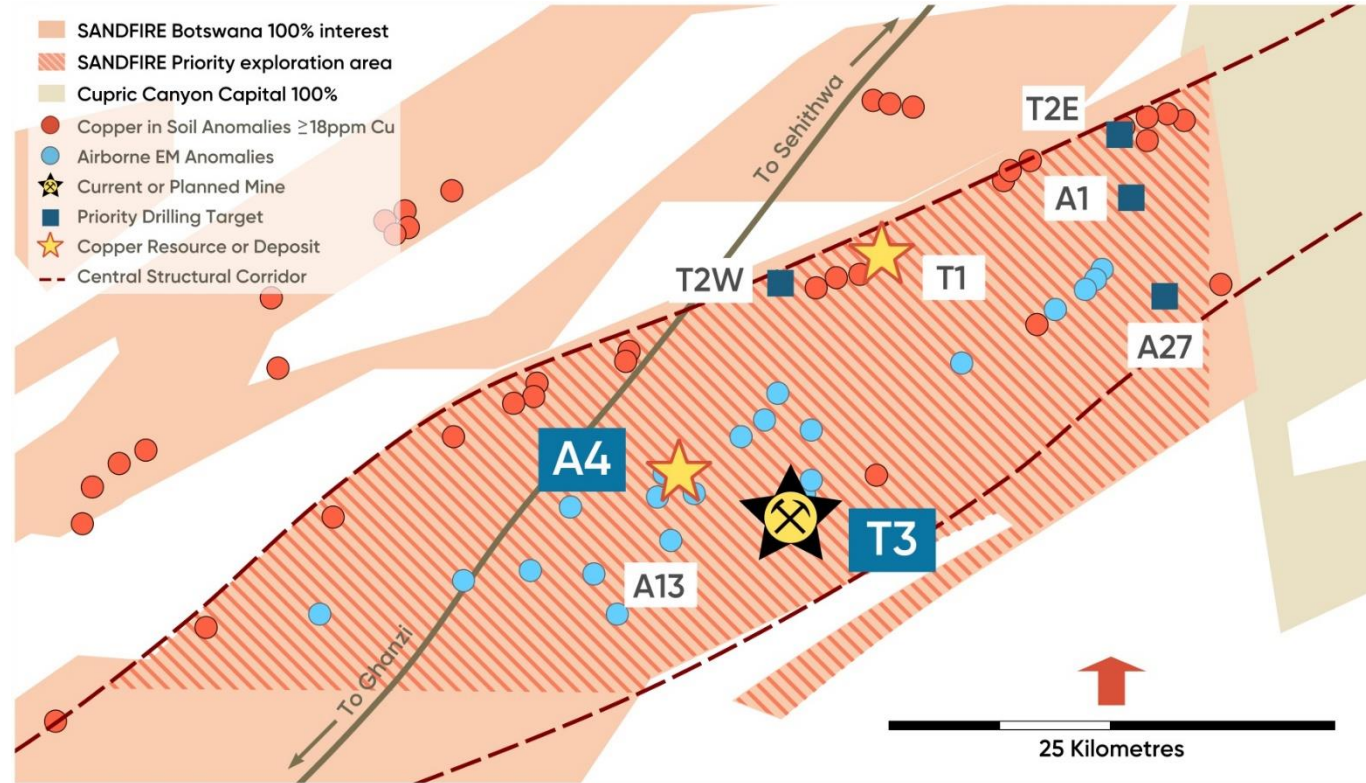 SANDFIRE Botswana 100% interest
SANDFIRE Priority exploration area
Cupric Canyon Capital 100%
Copper in Soil Anomalies ≥18ppm Cu
Airborne EM Anomalies
Current or Planned Mine
Priority Drilling Target
Copper Resource or Deposit
Central Structural Corridor
To Sehithwa
T2E
A1
T2W
T1
A27
A4
T3
A13
To Ghanzi
25 Kilometres